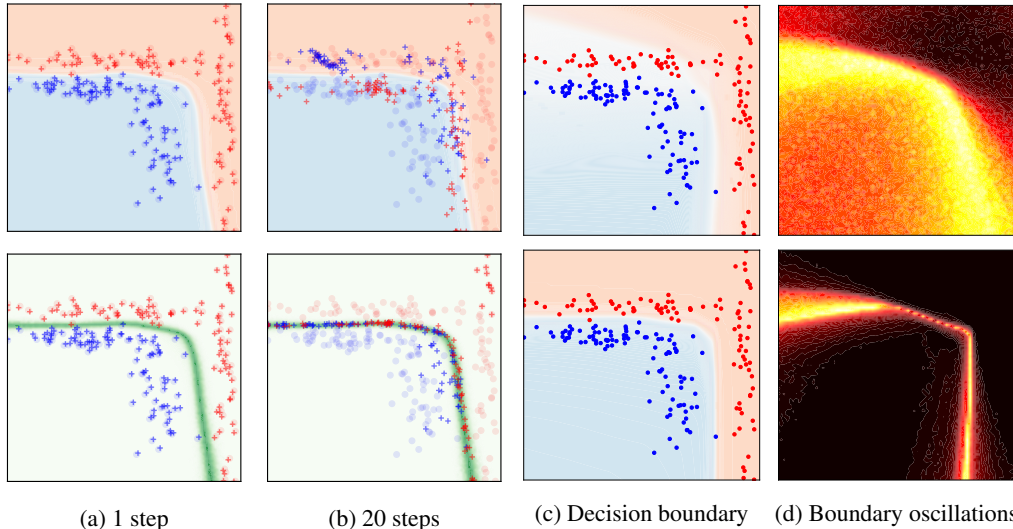 (a) 1 step
(b) 20 steps
(c) Decision boundary
(d) Boundary oscillations